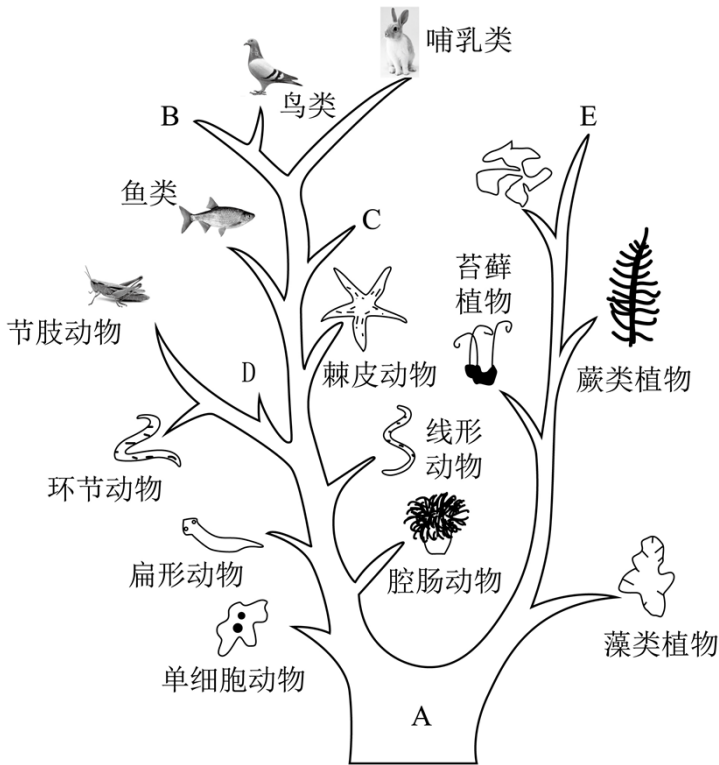 哺乳类
鸟类
B
E
鱼类
C
苔藓
植物
节肢动物
棘皮动物
蕨类植物
D
线形
动物
环节动物
扁形动物
腔肠动物
藻类植物
单细胞动物
A